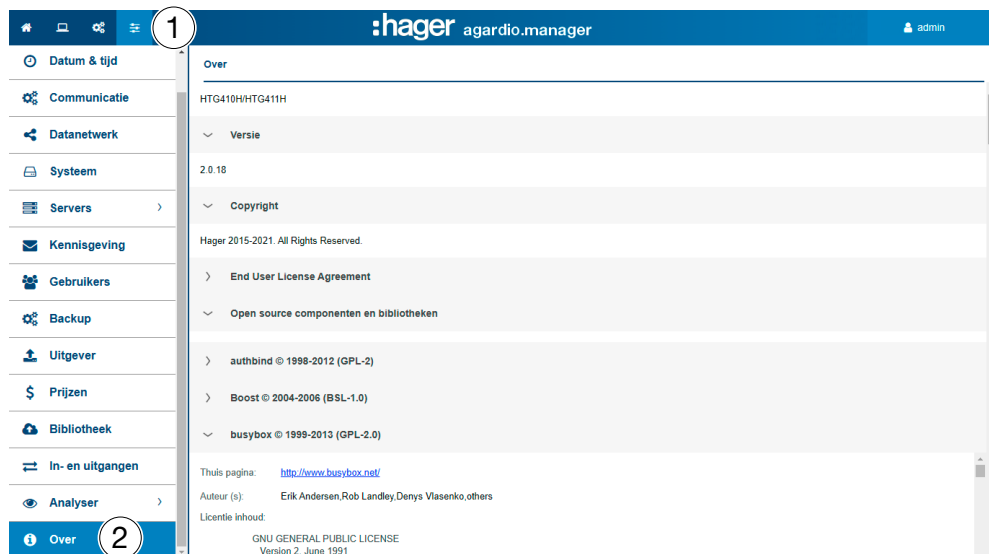 1
:hager agardio.manager
admin
Datum & tijd
Communicatie
Datanetwerk
Systeem
Servers
Kennisgeving
Gebruikers
Backup
Uitgever
Prijzen
Bibliotheek
In- en uitgangen
Analyser
Over
2
Over
HTG410H/HTG411H
Versie
2.0.18
Copyright
Hager 2015-2021. All Rights Reserved.
End User License Agreement
Open source componenten en bibliotheken
authbind © 1998-2012 (GPL-2)
Boost © 2004-2006 (BSL-1.0)
busybox © 1999-2013 (GPL-2.0)
Thuis pagina: http://www.busybox.net/
Auteur (s): Erik Andersen,Rob Landley,Denys Vlasenko,others
Licentie inhoud:
GNU GENERAL PUBLIC LICENSE
Version 2, June 1991